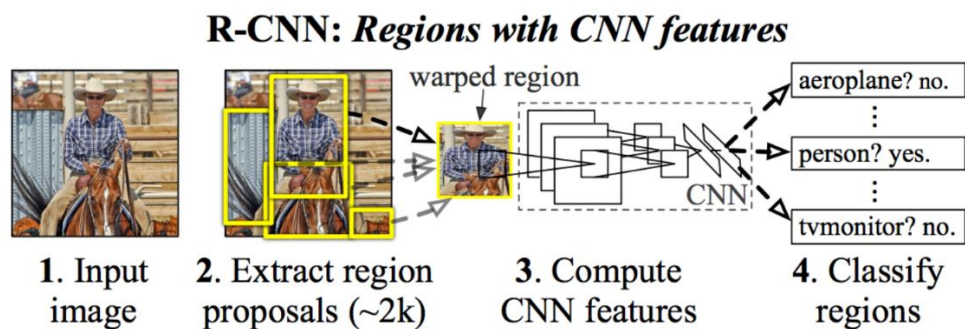 R-CNN: Regions with CNN features
warped region
aeroplane? no.
⋮
person? yes.
⋮
tvmonitor? no.
CNN
1. Input
image
2. Extract region
proposals (~2k)
3. Compute
CNN features
4. Classify
regions